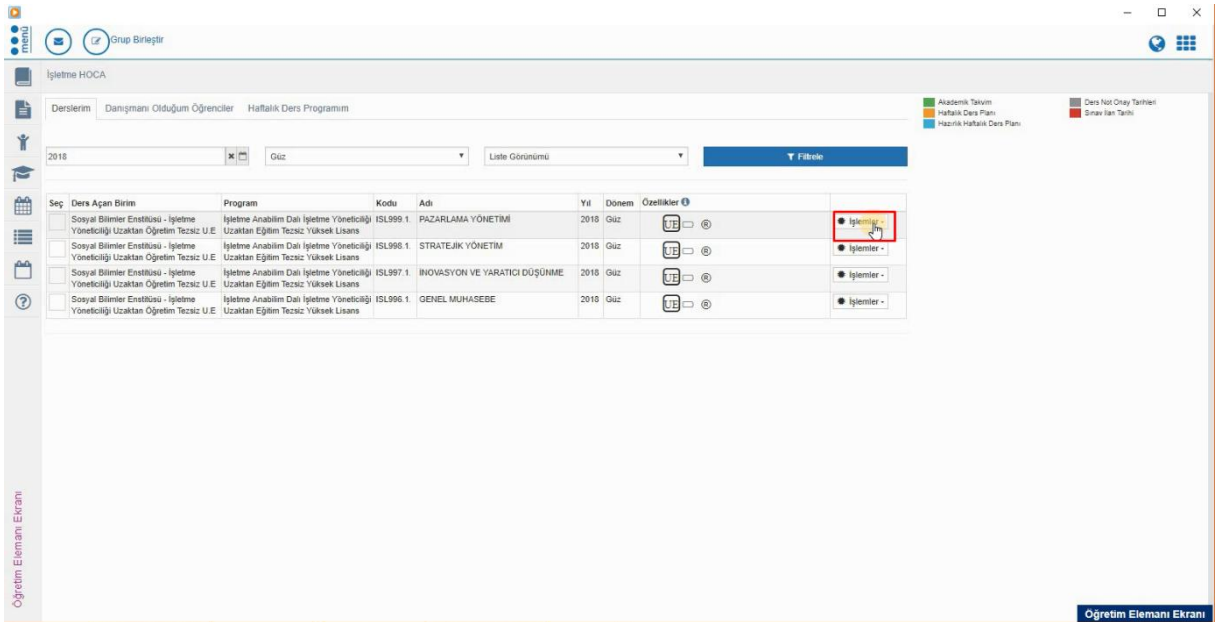 menü
Grup Birleştir
İşletme HOCA
Derslerim Danışmanı Olduğum Öğrenciler Haftalık Ders Programım
Akademik Takvim
Haftalık Ders Planı
Hazırlık Haftalık Ders Planı
Ders Not Onay Tarihleri
Sınav İlan Tarihi
2018 Güz Liste Görünümü Filtrele
Seç Ders Açan Birim Program Kodu Adı Yıl Dönem Özellikler
Sosyal Bilimler Enstitüsü - İşletme İşletme Anabilim Dalı İşletme Yöneticiliği ISL999.1. PAZARLAMA YÖNETİMİ 2018 Güz UE ® İşlemler -
Yöneticiliği Uzaktan Öğretim Tezsiz U.E Uzaktan Eğitim Tezsiz Yüksek Lisans
Sosyal Bilimler Enstitüsü - İşletme İşletme Anabilim Dalı İşletme Yöneticiliği ISL998.1. STRATEJİK YÖNETİM 2018 Güz UE ® İşlemler -
Yöneticiliği Uzaktan Öğretim Tezsiz U.E Uzaktan Eğitim Tezsiz Yüksek Lisans
Sosyal Bilimler Enstitüsü - İşletme İşletme Anabilim Dalı İşletme Yöneticiliği ISL997.1. İNOVASYON VE YARATICI DÜŞÜNME 2018 Güz UE ® İşlemler -
Yöneticiliği Uzaktan Öğretim Tezsiz U.E Uzaktan Eğitim Tezsiz Yüksek Lisans
Sosyal Bilimler Enstitüsü - İşletme İşletme Anabilim Dalı İşletme Yöneticiliği ISL996.1. GENEL MUHASEBE 2018 Güz UE ® İşlemler -
Yöneticiliği Uzaktan Öğretim Tezsiz U.E Uzaktan Eğitim Tezsiz Yüksek Lisans
Öğretim Elemanı Ekranı
Öğretim Elemanı Ekranı